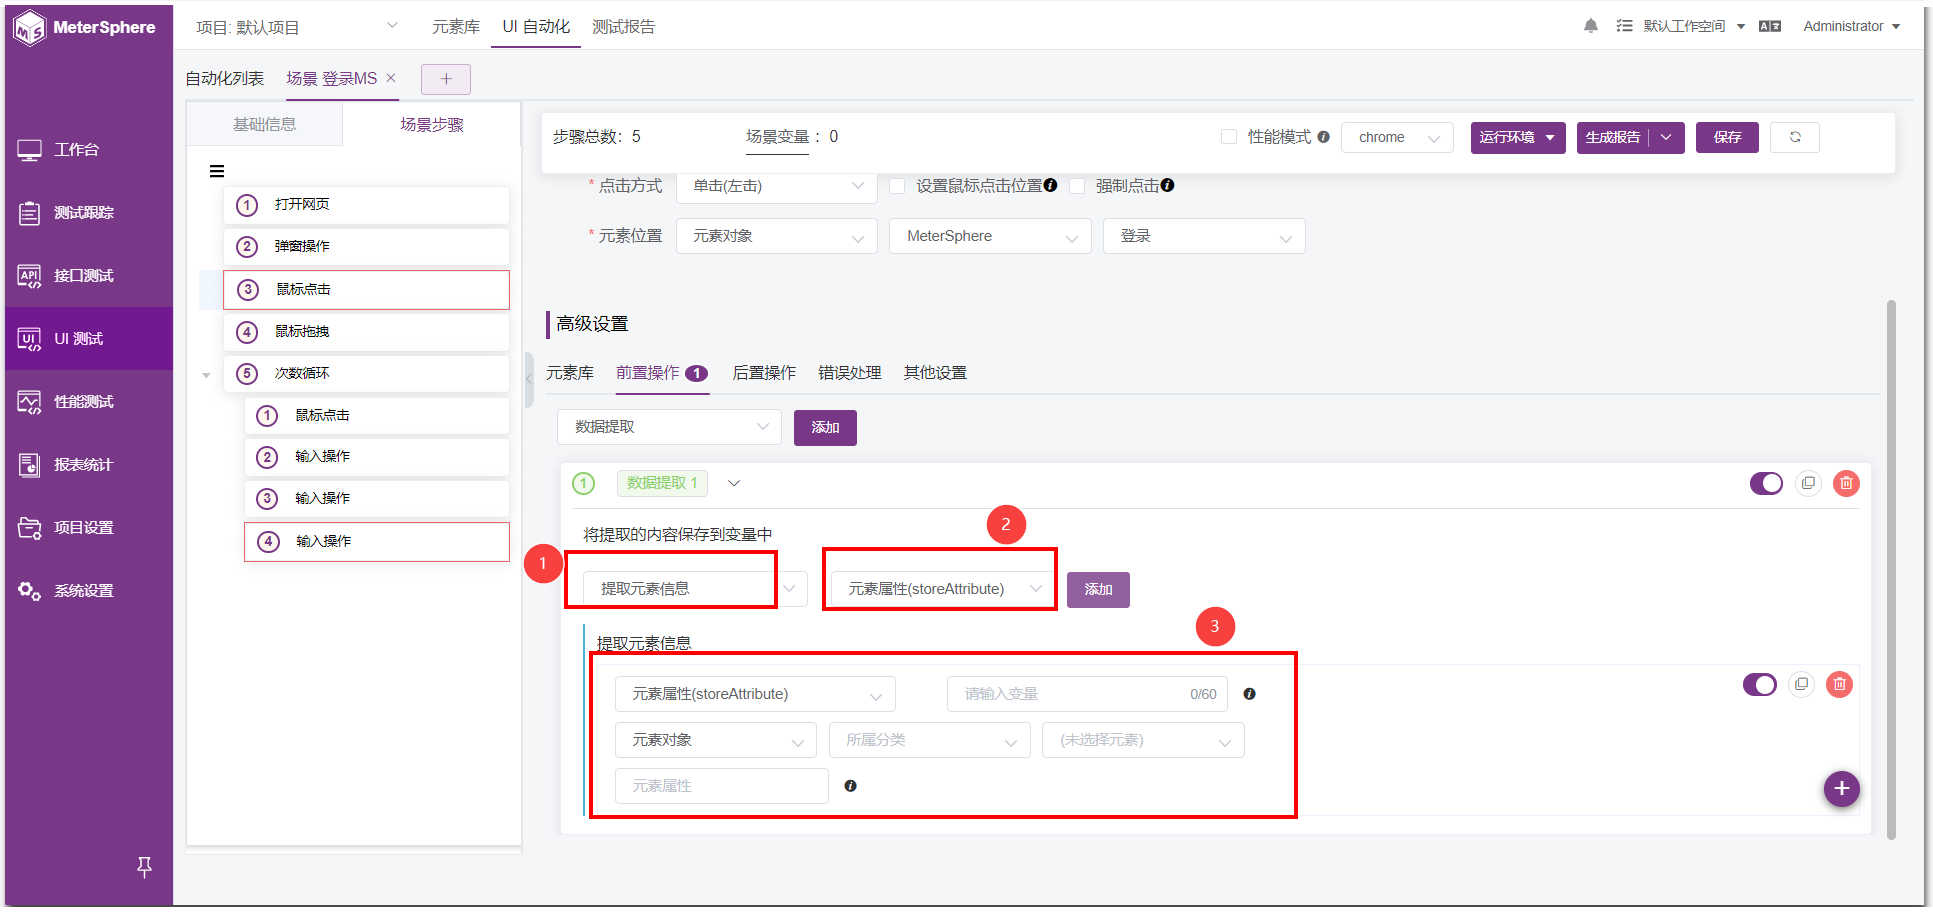 MeterSphere
项目: 默认项目
元素库 UI 自动化 测试报告
默认工作空间 Administrator
自动化列表 场景 登录MS × +
基础信息 场景步骤
工作台
测试跟踪
接口测试
UI 测试
性能测试
报表统计
项目设置
系统设置
1 打开网页
2 弹窗操作
3 鼠标点击
4 鼠标拖拽
5 次数循环
1 鼠标点击
2 输入操作
3 输入操作
4 输入操作
步骤总数: 5 场景变量 : 0 性能模式 chrome 运行环境 生成报告 保存
* 点击方式 单击(左击) 设置鼠标点击位置 强制点击
* 元素位置 元素对象 MeterSphere 登录
高级设置
元素库 前置操作 1 后置操作 错误处理 其他设置
数据提取 添加
1 数据提取 1
将提取的内容保存到变量中
1 2 3
提取元素信息 元素属性(storeAttribute) 添加
提取元素信息
元素属性(storeAttribute) 请输入变量 0/60
元素对象 所属分类 (未选择元素)
元素属性